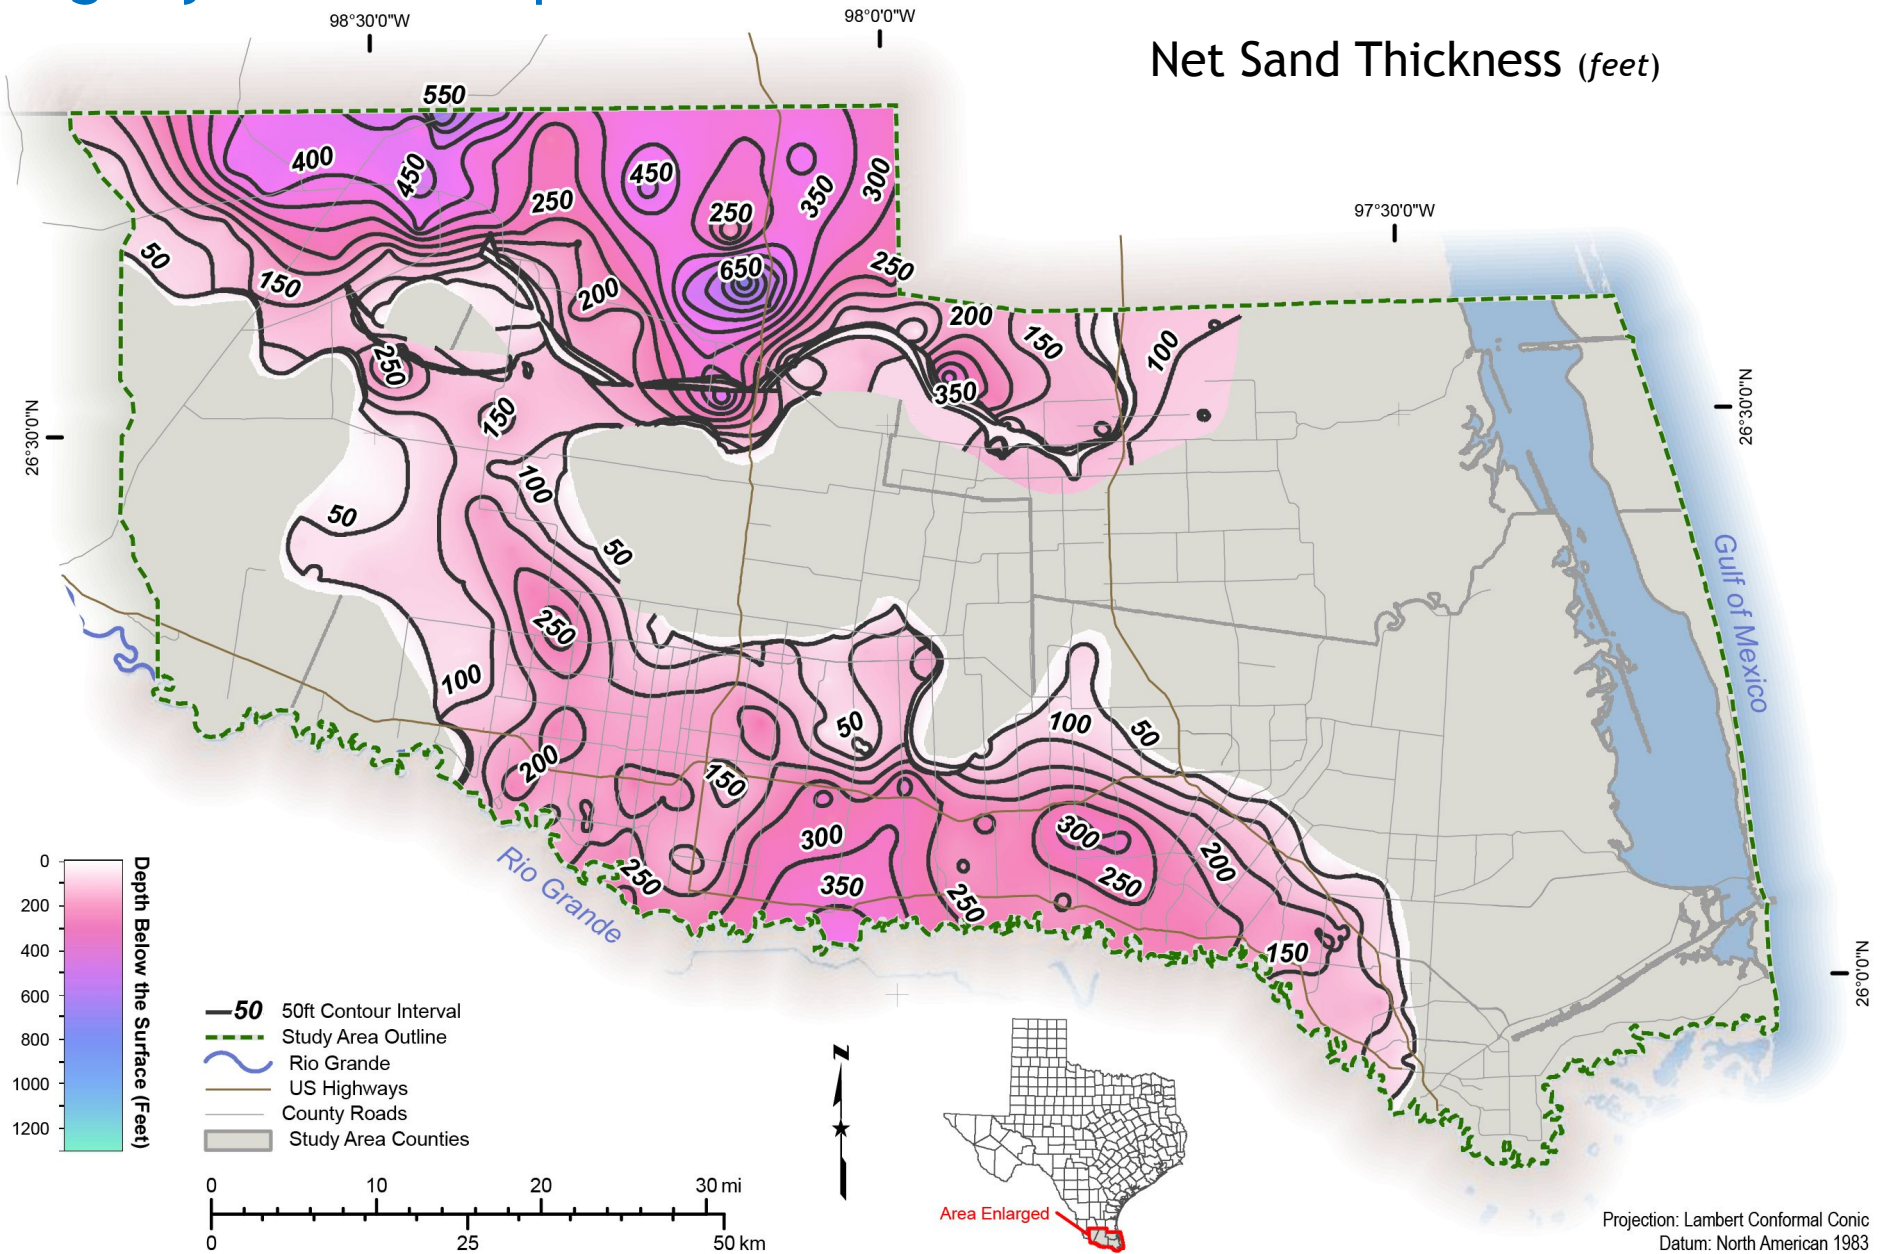 98°30'0"W
98°0'0"W
Net Sand Thickness (feet)
550
400
450
450
250
250
350
300
97°30'0"W
50
150
200
650
250
200
150
100
250
350
150
26°30'0"N
26°30'0"N
100
50
50
250
100
Gulf of Mexico
50
100
50
200
150
300
300
200
250
350
250
250
Rio Grande
150
26°0'0"N
0
200
400
600
800
1000
1200
Depth Below the Surface (Feet)
50 50ft Contour Interval
Study Area Outline
Rio Grande
US Highways
County Roads
Study Area Counties
N
0 10 20 30 mi
0 25 50 km
Area Enlarged
Projection: Lambert Conformal Conic
Datum: North American 1983